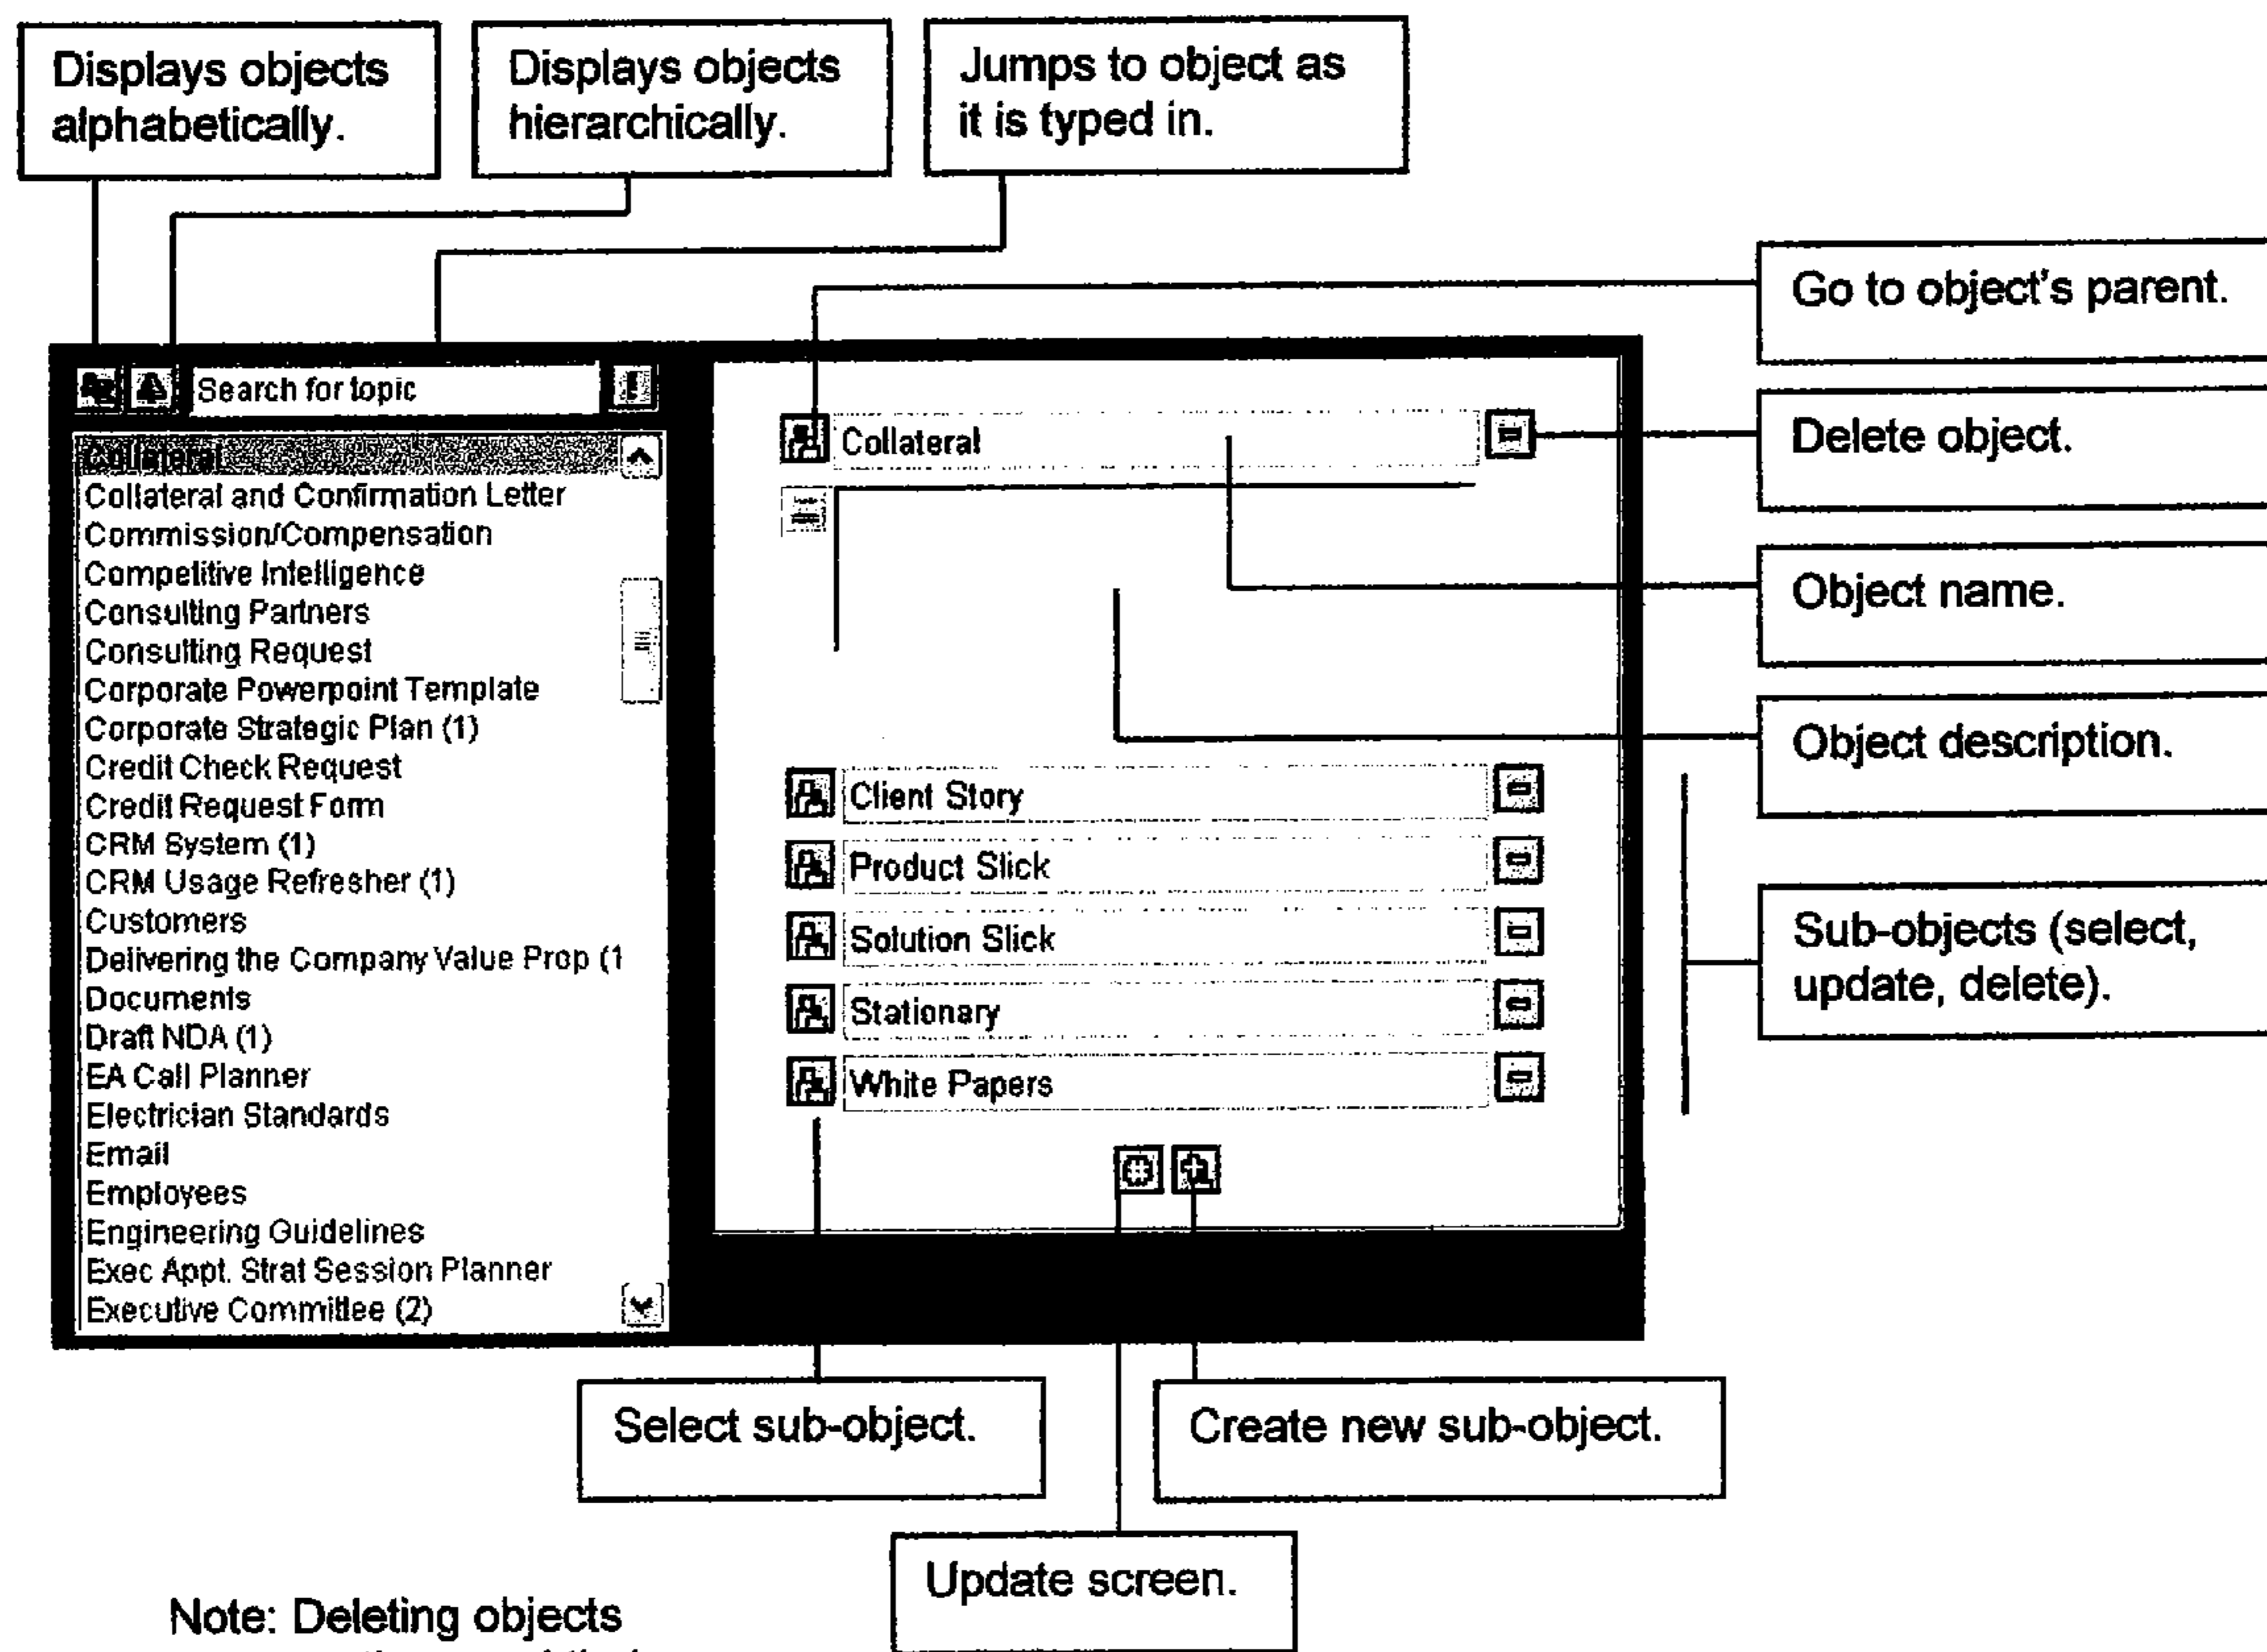 Displays objects
alphabetically.
Displays objects
hierarchically.
Jumps to object as
it is typed in.
Go to object's parent.
Delete object.
Object name.
Object description.
Sub-objects (select,
update, delete).
Search for topic
Collateral
Collateral and Confirmation Letter
Commission/Compensation
Competitive Intelligence
Consulting Partners
Consulting Request
Corporate Powerpoint Template
Corporate Strategic Plan (1)
Credit Check Request
Credit Request Form
CRM System (1)
CRM Usage Refresher (1)
Customers
Delivering the Company Value Prop (1
Documents
Draft NDA (1)
EA Call Planner
Electrician Standards
Email
Employees
Engineering Guidelines
Exec Appt. Strat Session Planner
Executive Committee (2)
Collateral
Client Story
Product Slick
Solution Slick
Stationary
White Papers
Select sub-object.
Create new sub-object.
Update screen.
Note: Deleting objects